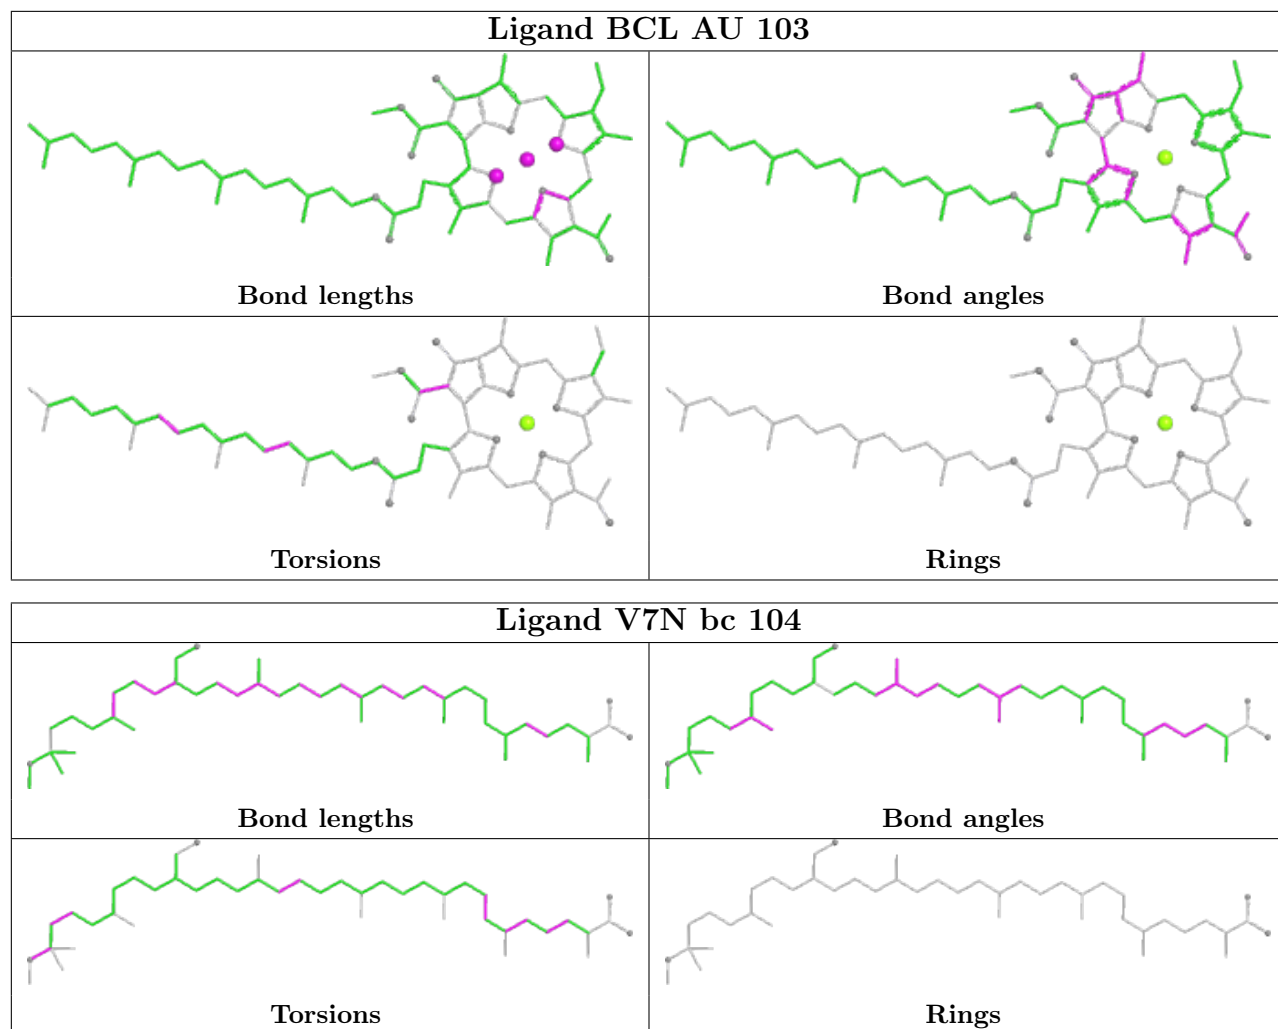 Ligand BCL AU 103
Bond lengths
Bond angles
Torsions
Rings
Ligand V7N bc 104
Bond lengths
Bond angles
Torsions
Rings